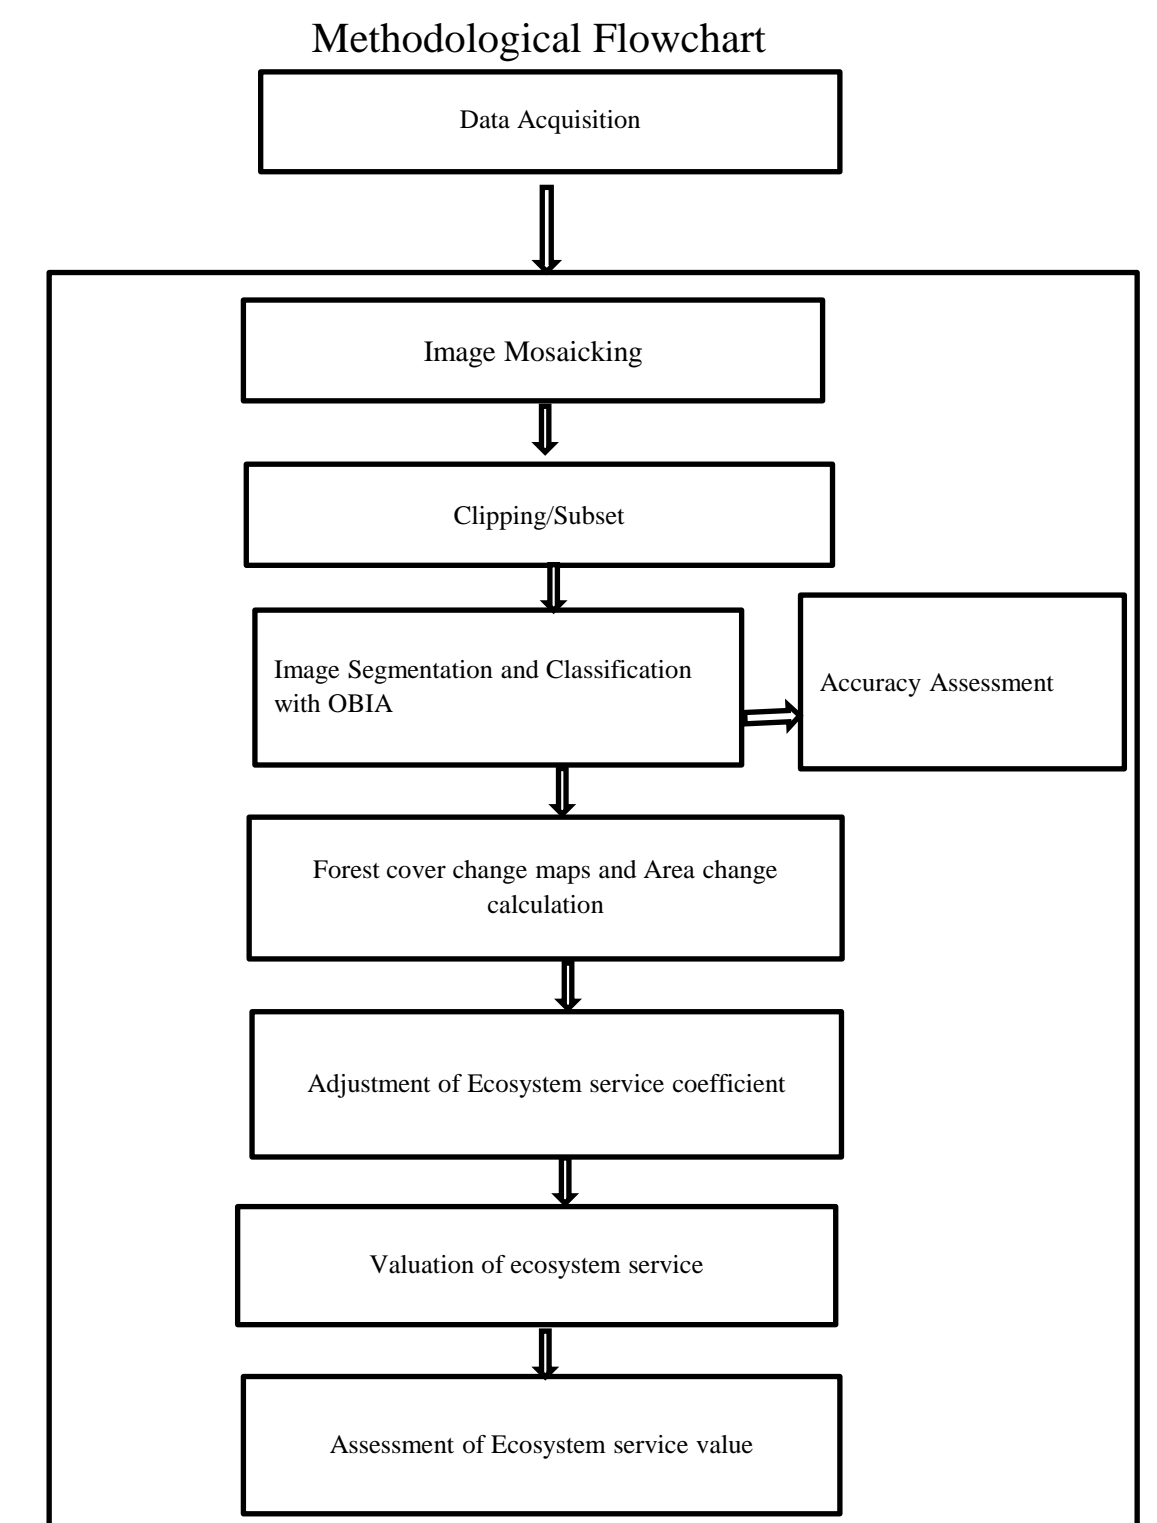 Methodological Flowchart
Data Acquisition
Image Mosaicking
Clipping/Subset
Image Segmentation and Classification
with OBIA
Accuracy Assessment
Forest cover change maps and Area change
calculation
Adjustment of Ecosystem service coefficient
Valuation of ecosystem service
Assessment of Ecosystem service value